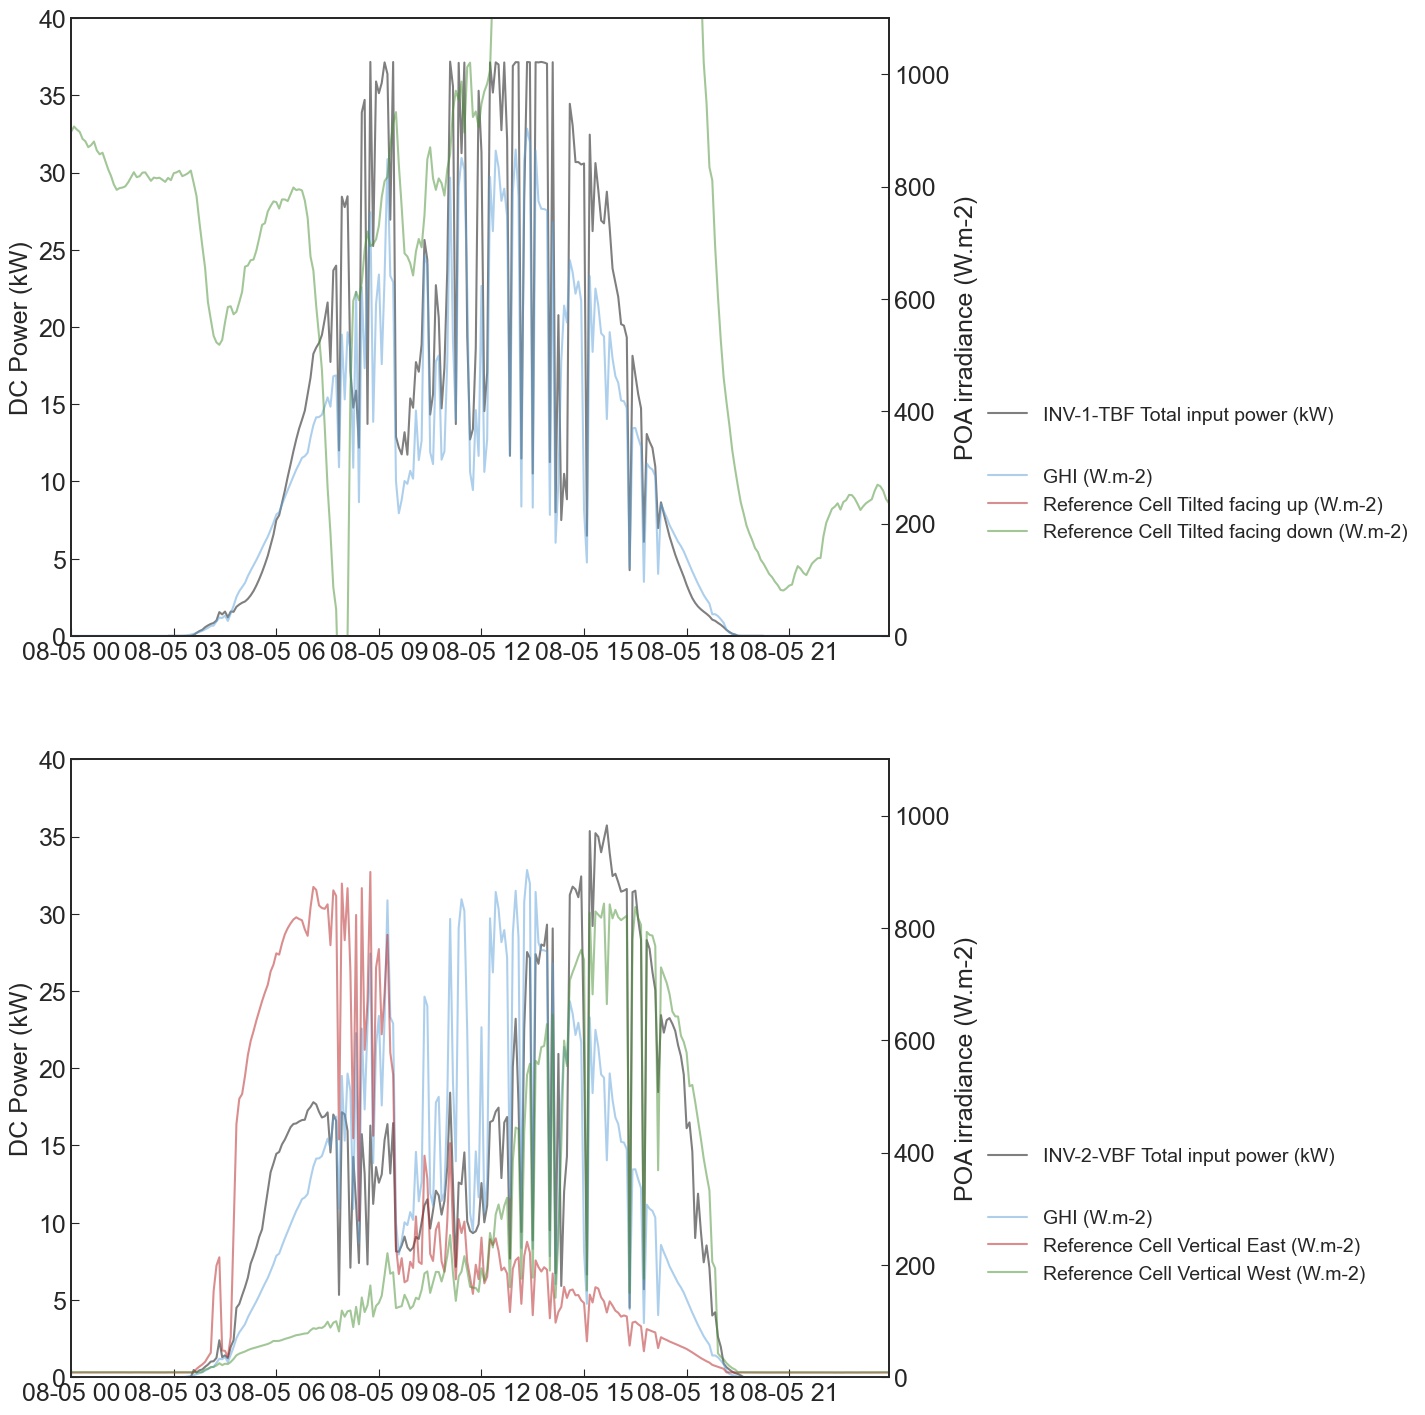 40
35
30
25
20
15
10
5
0
DC Power (kW)
1000
800
600
400
200
0
POA irradiance (W.m-2)
08-05 00 08-05 03 08-05 06 08-05 09 08-05 12 08-05 15 08-05 18 08-05 21
INV-1-TBF Total input power (kW)
GHI (W.m-2)
Reference Cell Tilted facing up (W.m-2)
Reference Cell Tilted facing down (W.m-2)
40
35
30
25
20
15
10
5
0
DC Power (kW)
1000
800
600
400
200
0
POA irradiance (W.m-2)
08-05 00 08-05 03 08-05 06 08-05 09 08-05 12 08-05 15 08-05 18 08-05 21
INV-2-VBF Total input power (kW)
GHI (W.m-2)
Reference Cell Vertical East (W.m-2)
Reference Cell Vertical West (W.m-2)